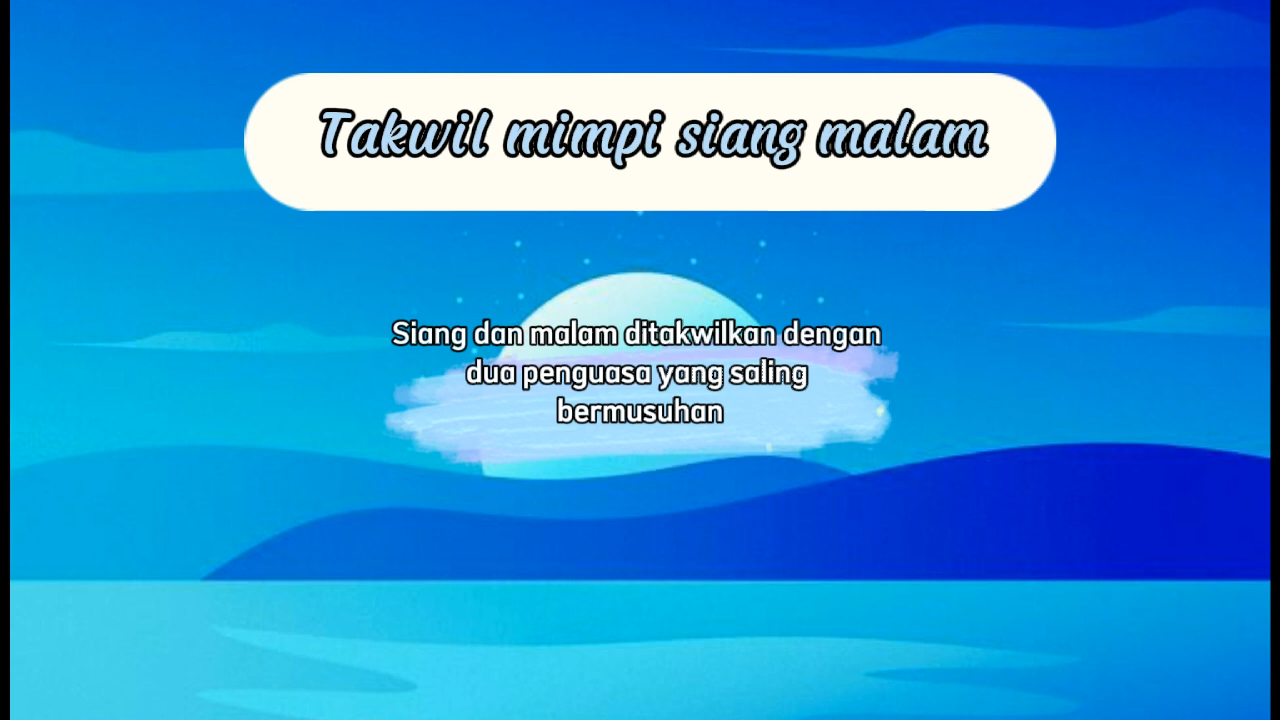 Takwil mimpi siang malam
Siang dan malam ditakwilkan dengan
dua penguasa yang saling
bermusuhan